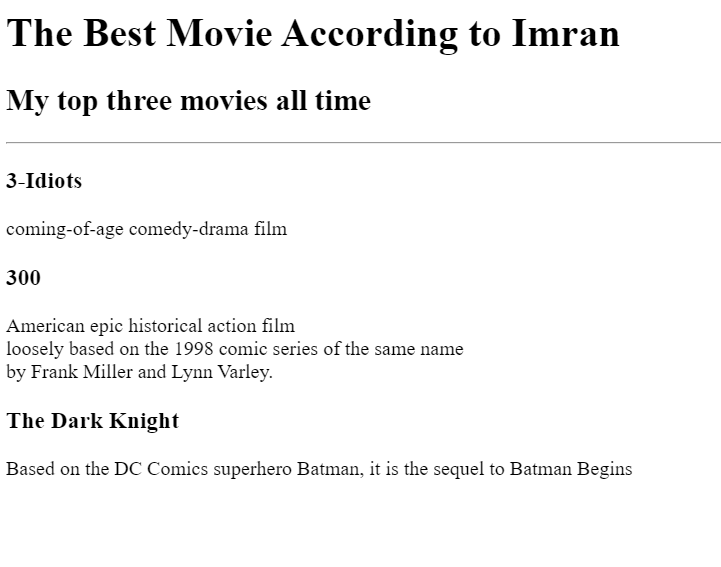 The Best Movie According to Imran
My top three movies all time
3-Idiots
coming-of-age comedy-drama film
300
American epic historical action film
loosely based on the 1998 comic series of the same name
by Frank Miller and Lynn Varley.
The Dark Knight
Based on the DC Comics superhero Batman, it is the sequel to Batman Begins